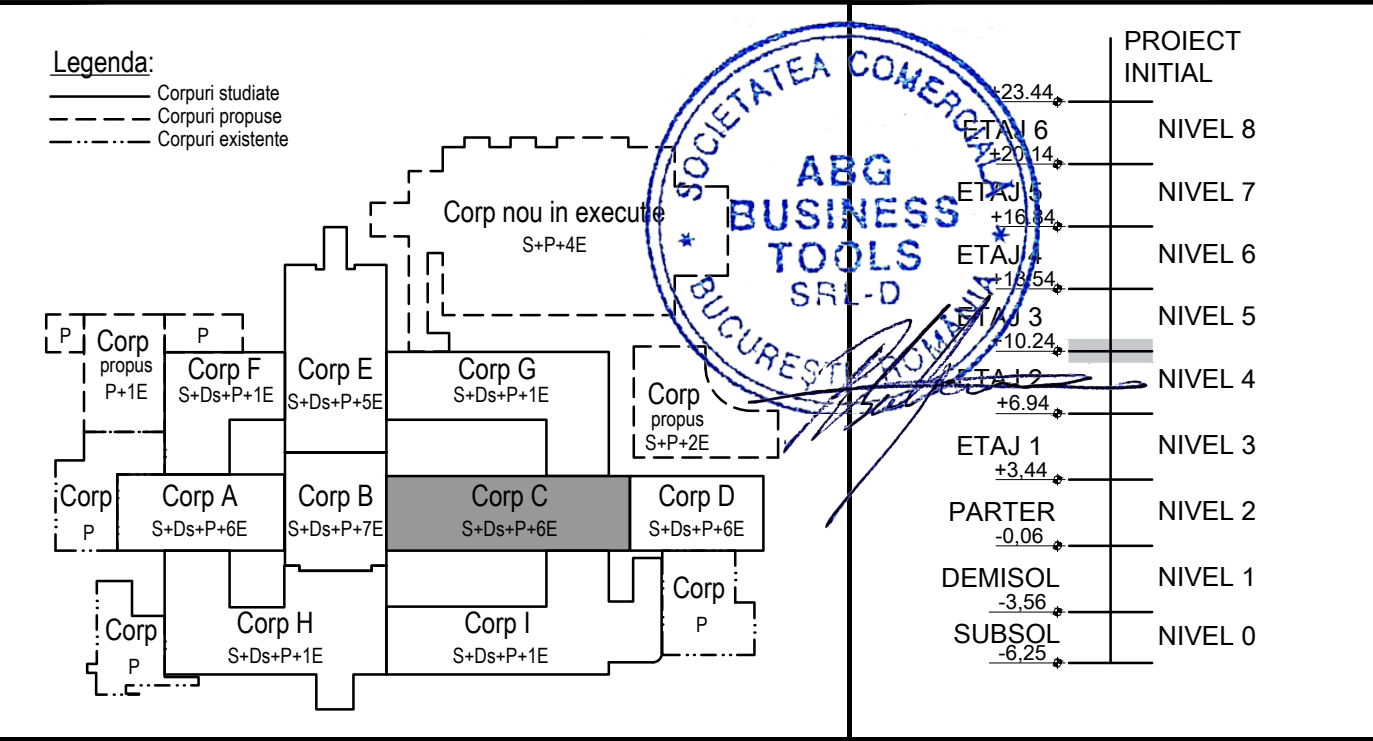 Legenda:
Corpuri studiate
Corpuri propuse
Corpuri existente
Corp nou in executie
S+P+4E
P
Corp
propus
P+1E
P
Corp F
S+Ds+P+1E
Corp E
S+Ds+P+5E
Corp G
S+Ds+P+1E
Corp
propus
S+P+2E
Corp
P
Corp A
S+Ds+P+6E
Corp B
S+Ds+P+7E
Corp C
S+Ds+P+6E
Corp D
S+Ds+P+6E
Corp
P
Corp H
S+Ds+P+1E
Corp I
S+Ds+P+1E
Corp
P
SOCIETATEA COMERCIALĂ
ABG
BUSINESS
TOOLS
SRL-D
* BUCUREŞTI - ROMÂNIA *
PROIECT
INITIAL
+23.44
ETAJ 6
NIVEL 8
+20.14
ETAJ 5
NIVEL 7
+16.84
ETAJ 4
NIVEL 6
+13.54
ETAJ 3
NIVEL 5
+10.24
ETAJ 2
NIVEL 4
+6.94
ETAJ 1
NIVEL 3
+3,44
PARTER
NIVEL 2
-0,06
DEMISOL
NIVEL 1
-3,56
SUBSOL
NIVEL 0
-6,25